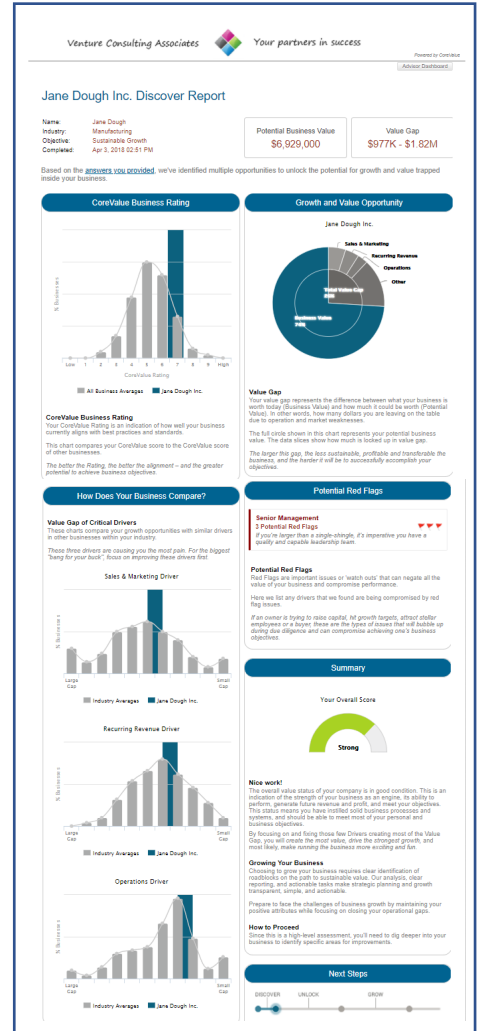 Venture Consulting Associates
Your partners in success
Powered by CoreValue
Advisor Dashboard
Jane Dough Inc. Discover Report
Name: Jane Dough
Industry: Manufacturing
Objective: Sustainable Growth
Completed: Apr 3, 2018 02:51 PM
Potential Business Value
$6,929,000
Value Gap
$977K - $1.82M
Based on the answers you provided, we've identified multiple opportunities to unlock the potential for growth and value trapped
inside your business.
CoreValue Business Rating
% Businesses
Low 1 2 3 4 5 6 7 8 9 High
CoreValue Rating
All Business Averages Jane Dough Inc.
CoreValue Business Rating
Your CoreValue Rating is an indication of how well your business
currently aligns with best practices and standards.
This chart compares your CoreValue score to the CoreValue score
of other businesses.
The better the Rating, the better the alignment – and the greater
potential to achieve business objectives.
Growth and Value Opportunity
Jane Dough Inc.
Sales & Marketing
Recurring Revenue
Operations
Other
Total Value Gap
Business Value
Value Gap
Your value gap represents the difference between what your business is
worth today (Business Value) and how much it could be worth (Potential
Value). In other words, how many dollars you are leaving on the table
due to operation and market weaknesses.
The full circle shown in this chart represents your potential business
value. The data slices show how much is locked up in value gap.
The larger this gap, the less sustainable, profitable and transferable the
business, and the harder it will be to successfully accomplish your
objectives.
How Does Your Business Compare?
Value Gap of Critical Drivers
These charts compare your growth opportunities with similar drivers
in other businesses within your industry.
These three drivers are causing you the most pain. For the biggest
"bang for your buck", focus on improving these drivers first.
Sales & Marketing Driver
% Businesses
Large
Gap
Small
Gap
Industry Averages Jane Dough Inc.
Recurring Revenue Driver
% Businesses
Large
Gap
Small
Gap
Industry Averages Jane Dough Inc.
Operations Driver
% Businesses
Large
Gap
Small
Gap
Industry Averages Jane Dough Inc.
Potential Red Flags
Senior Management
3 Potential Red Flags
If you're larger than a single-shingle, it's imperative you have a
quality and capable leadership team.
Potential Red Flags
Red Flags are important issues or 'watch outs' that can negate all the
value of your business and compromise performance.
Here we list any drivers that we found are being compromised by red
flag issues.
If an owner is trying to raise capital, hit growth targets, attract stellar
employees or a buyer, these are the types of issues that will bubble up
during due diligence and can compromise achieving one's business
objectives.
Summary
Your Overall Score
Strong
Nice work!
The overall value status of your company is in good condition. This is an
indication of the strength of your business as an engine, its ability to
perform, generate future revenue and profit, and meet your objectives.
This status means you have instilled solid business processes and
systems, and should be able to meet most of your personal and
business objectives.
By focusing on and fixing those few Drivers creating most of the Value
Gap, you will create the most value, drive the strongest growth, and
most likely, make running the business more exciting and fun.
Growing Your Business
Choosing to grow your business requires clear identification of
roadblocks on the path to sustainable value. Our analysis, clear
reporting, and actionable tasks make strategic planning and growth
transparent, simple, and actionable.
Prepare to face the challenges of business growth by maintaining your
positive attributes while focusing on closing your operational gaps.
How to Proceed
Since this is a high-level assessment, you'll need to dig deeper into your
business to identify specific areas for improvements.
Next Steps
DISCOVER UNLOCK GROW